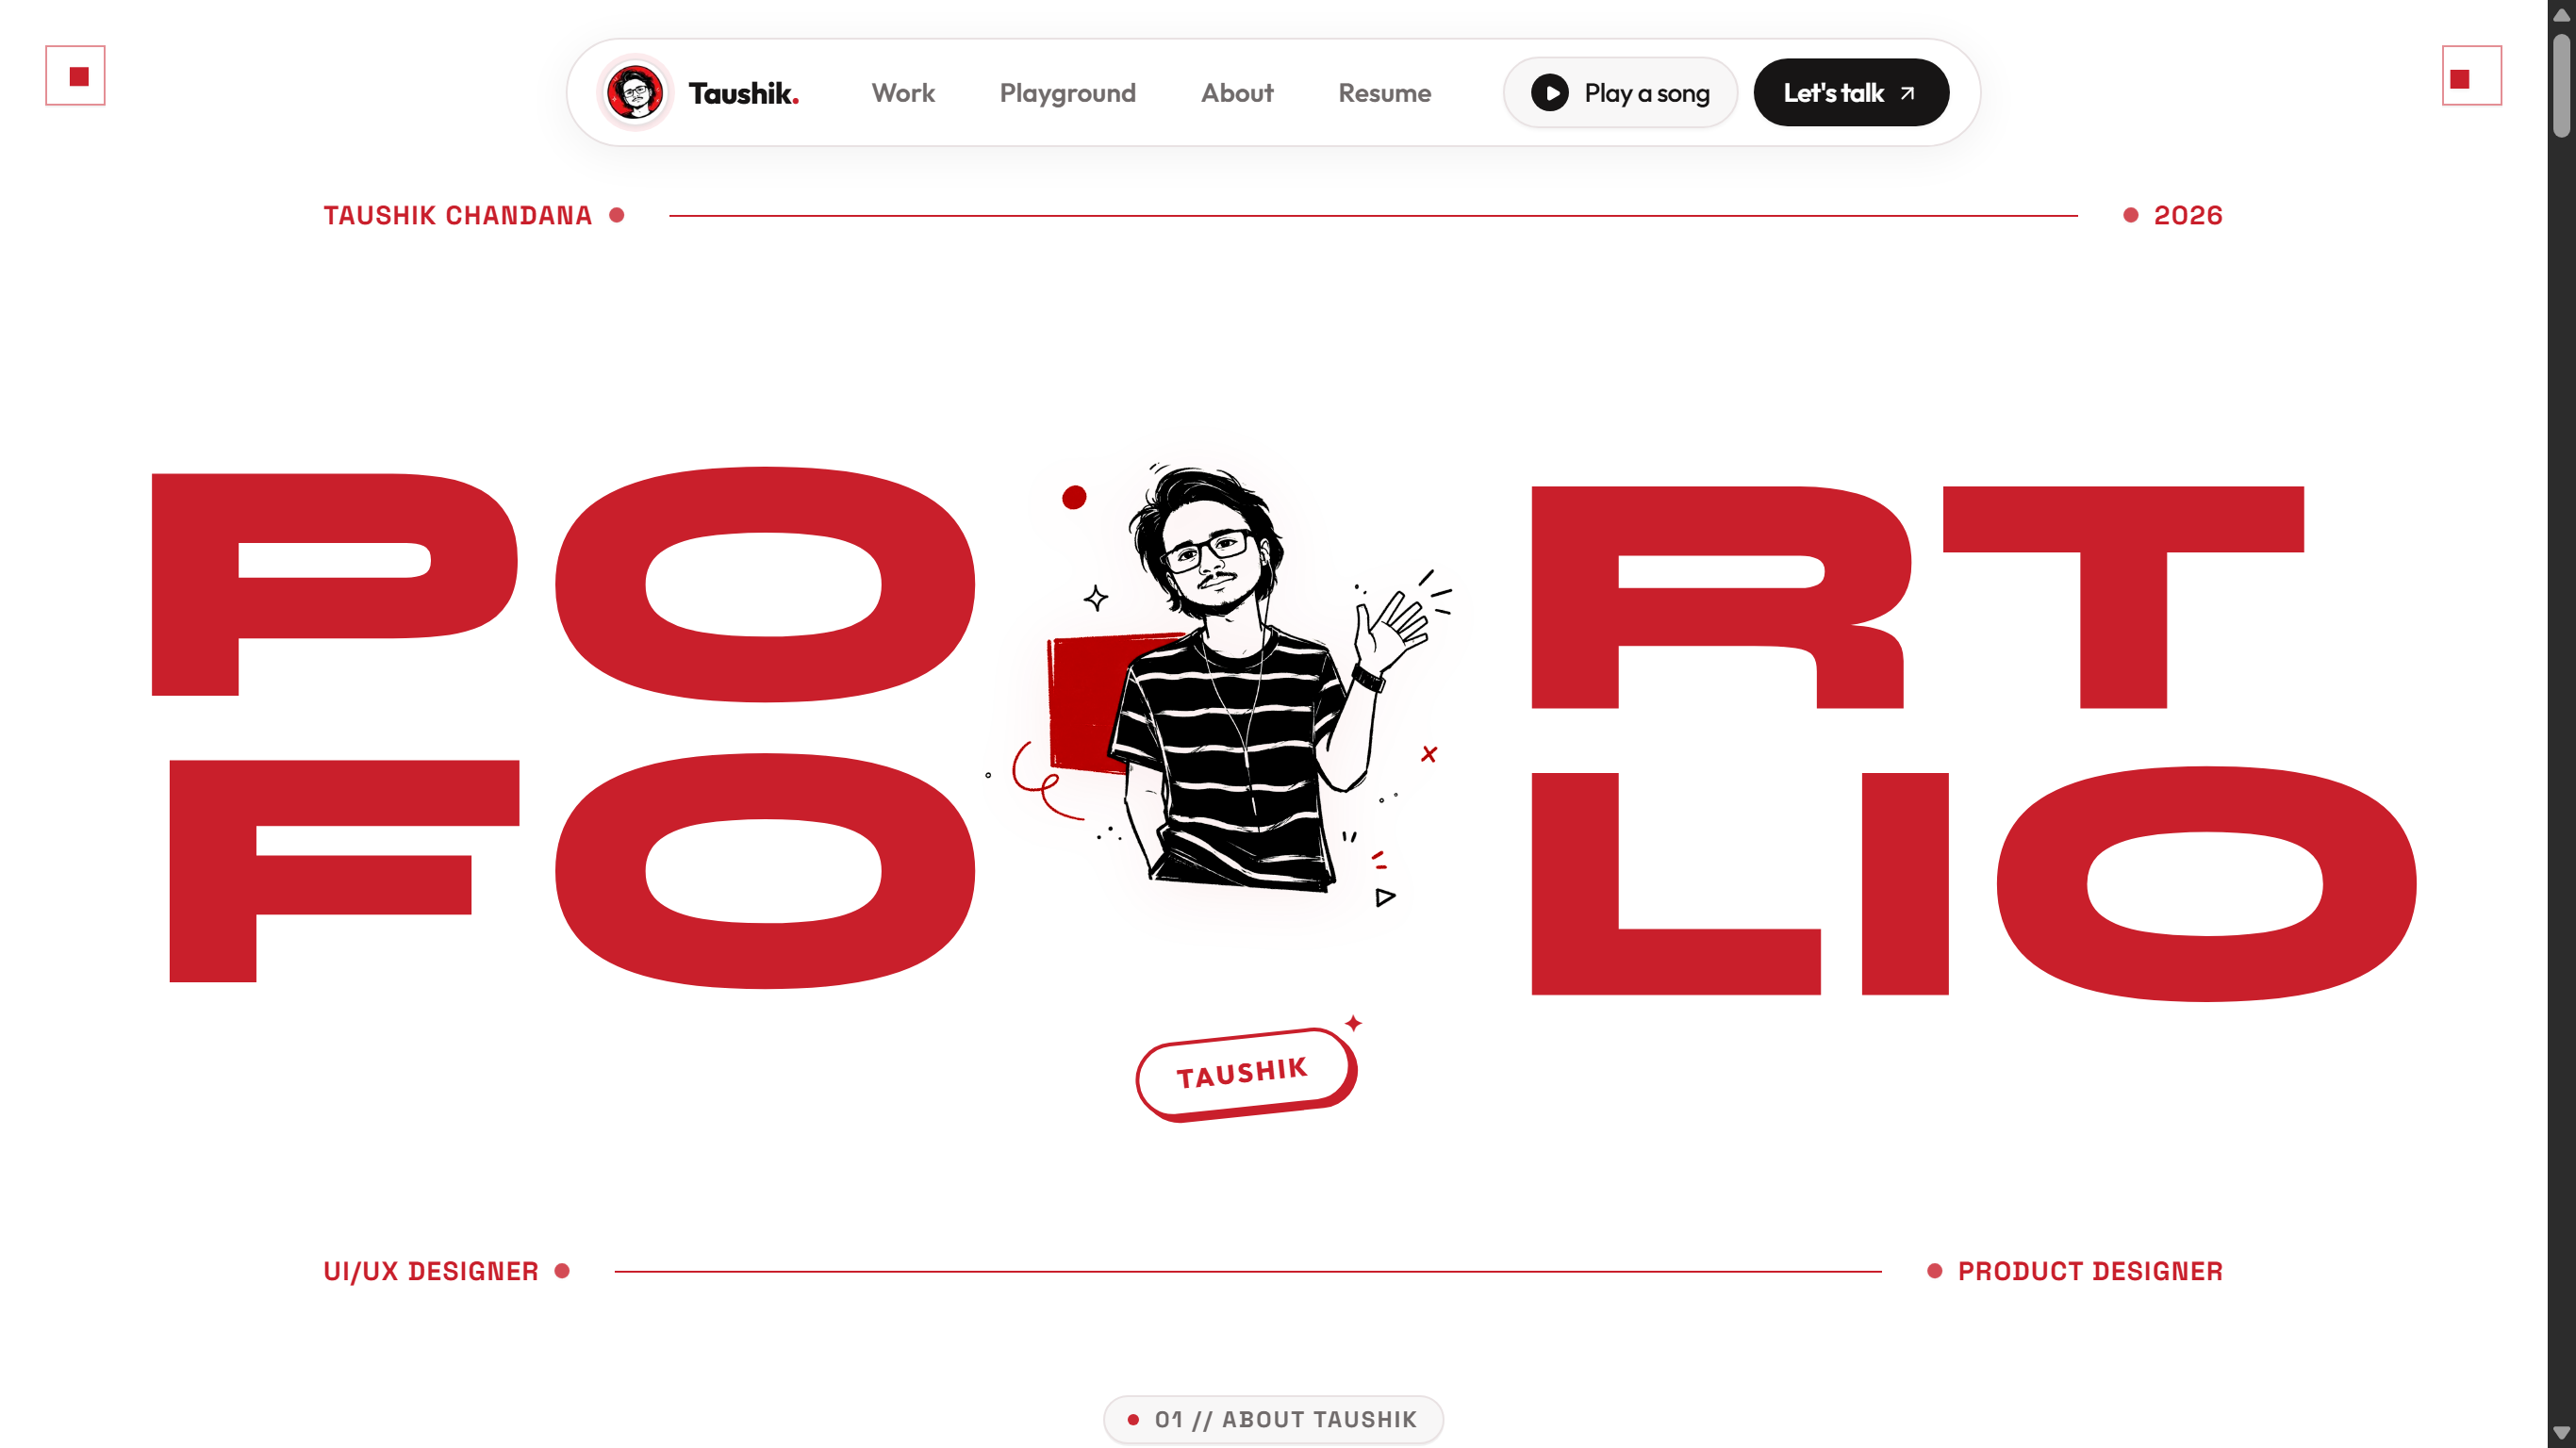 Taushik. Work Playground About Resume Play a song Let's talk
TAUSHIK CHANDANA 2026
PO RT
FO LIO
TAUSHIK
UI/UX DESIGNER PRODUCT DESIGNER
01 // ABOUT TAUSHIK